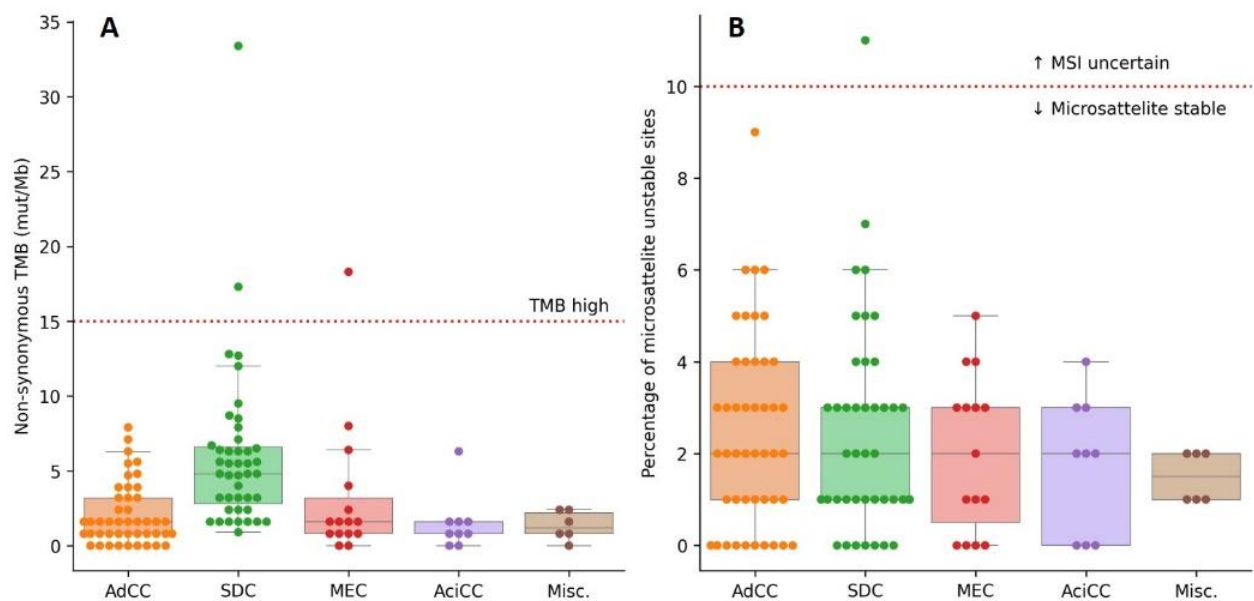 A
Non-synonymous TMB (mut/Mb)
35
30
25
20
15
10
5
0
TMB high
AdCC SDC MEC AciCC Misc.
B
Percentage of microsattelite unstable sites
10
8
6
4
2
0
↑ MSI uncertain
↓ Microsattelite stable
AdCC SDC MEC AciCC Misc.